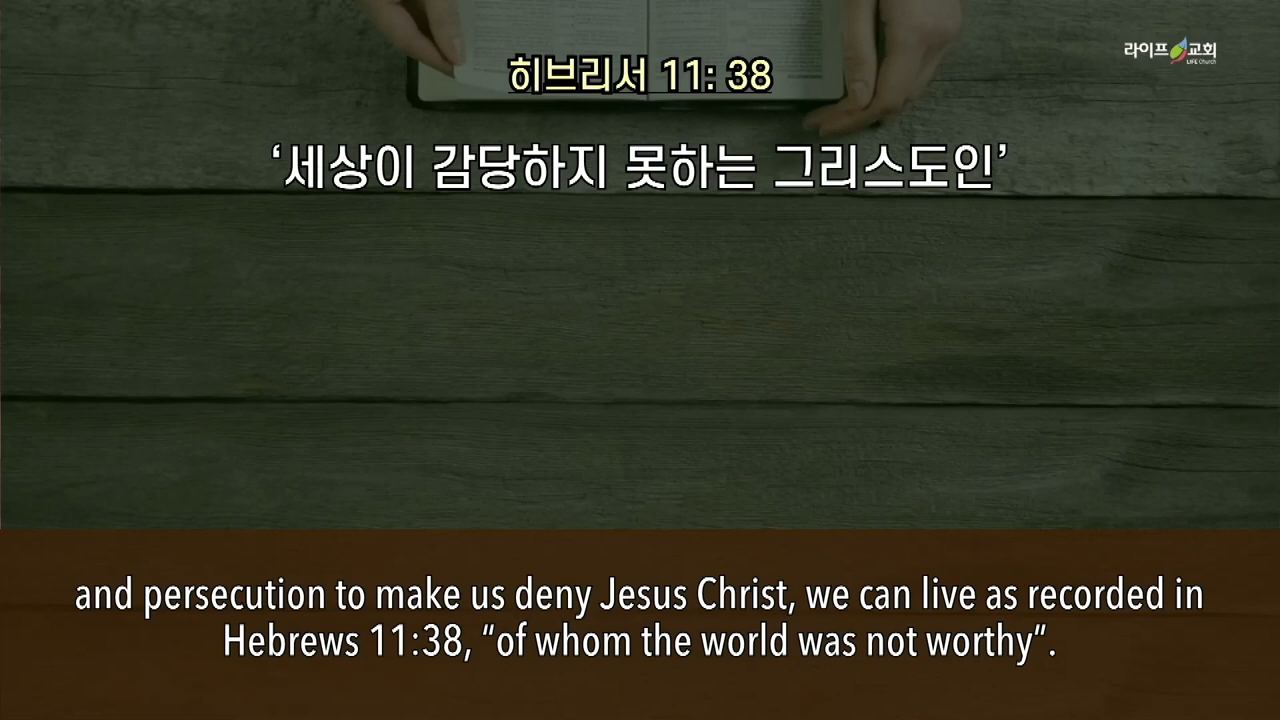 라이프 교회
LIFE Church
히브리서 11: 38
‘세상이 감당하지 못하는 그리스도인’
and persecution to make us deny Jesus Christ, we can live as recorded in
Hebrews 11:38, “of whom the world was not worthy”.